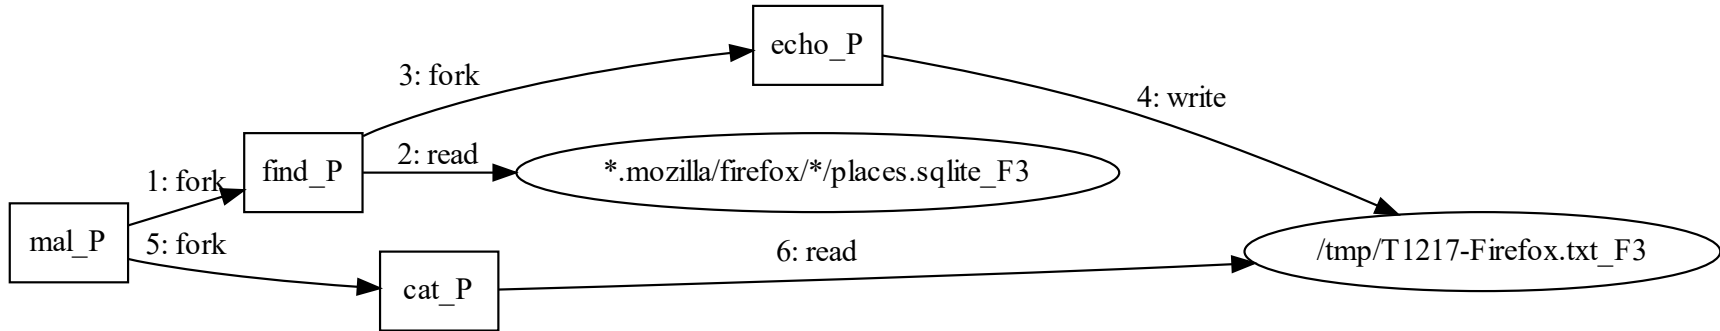 echo_P
3: fork
4: write
find_P
2: read
*.mozilla/firefox/*/places.sqlite_F3
1: fork
mal_P
5: fork
6: read
/tmp/T1217-Firefox.txt_F3
cat_P